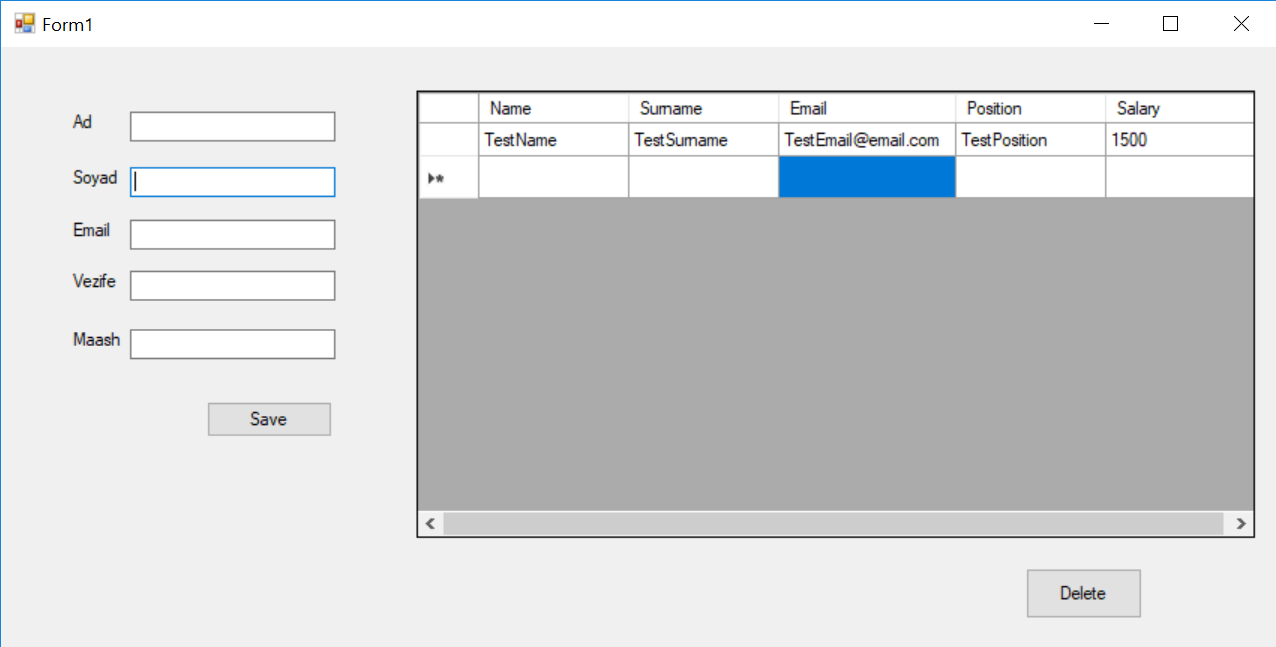 Form1
Ad
Soyad
Email
Vezife
Maash
Save
Name Surname Email Position Salary
TestName TestSurname TestEmail@email.com TestPosition 1500
Delete